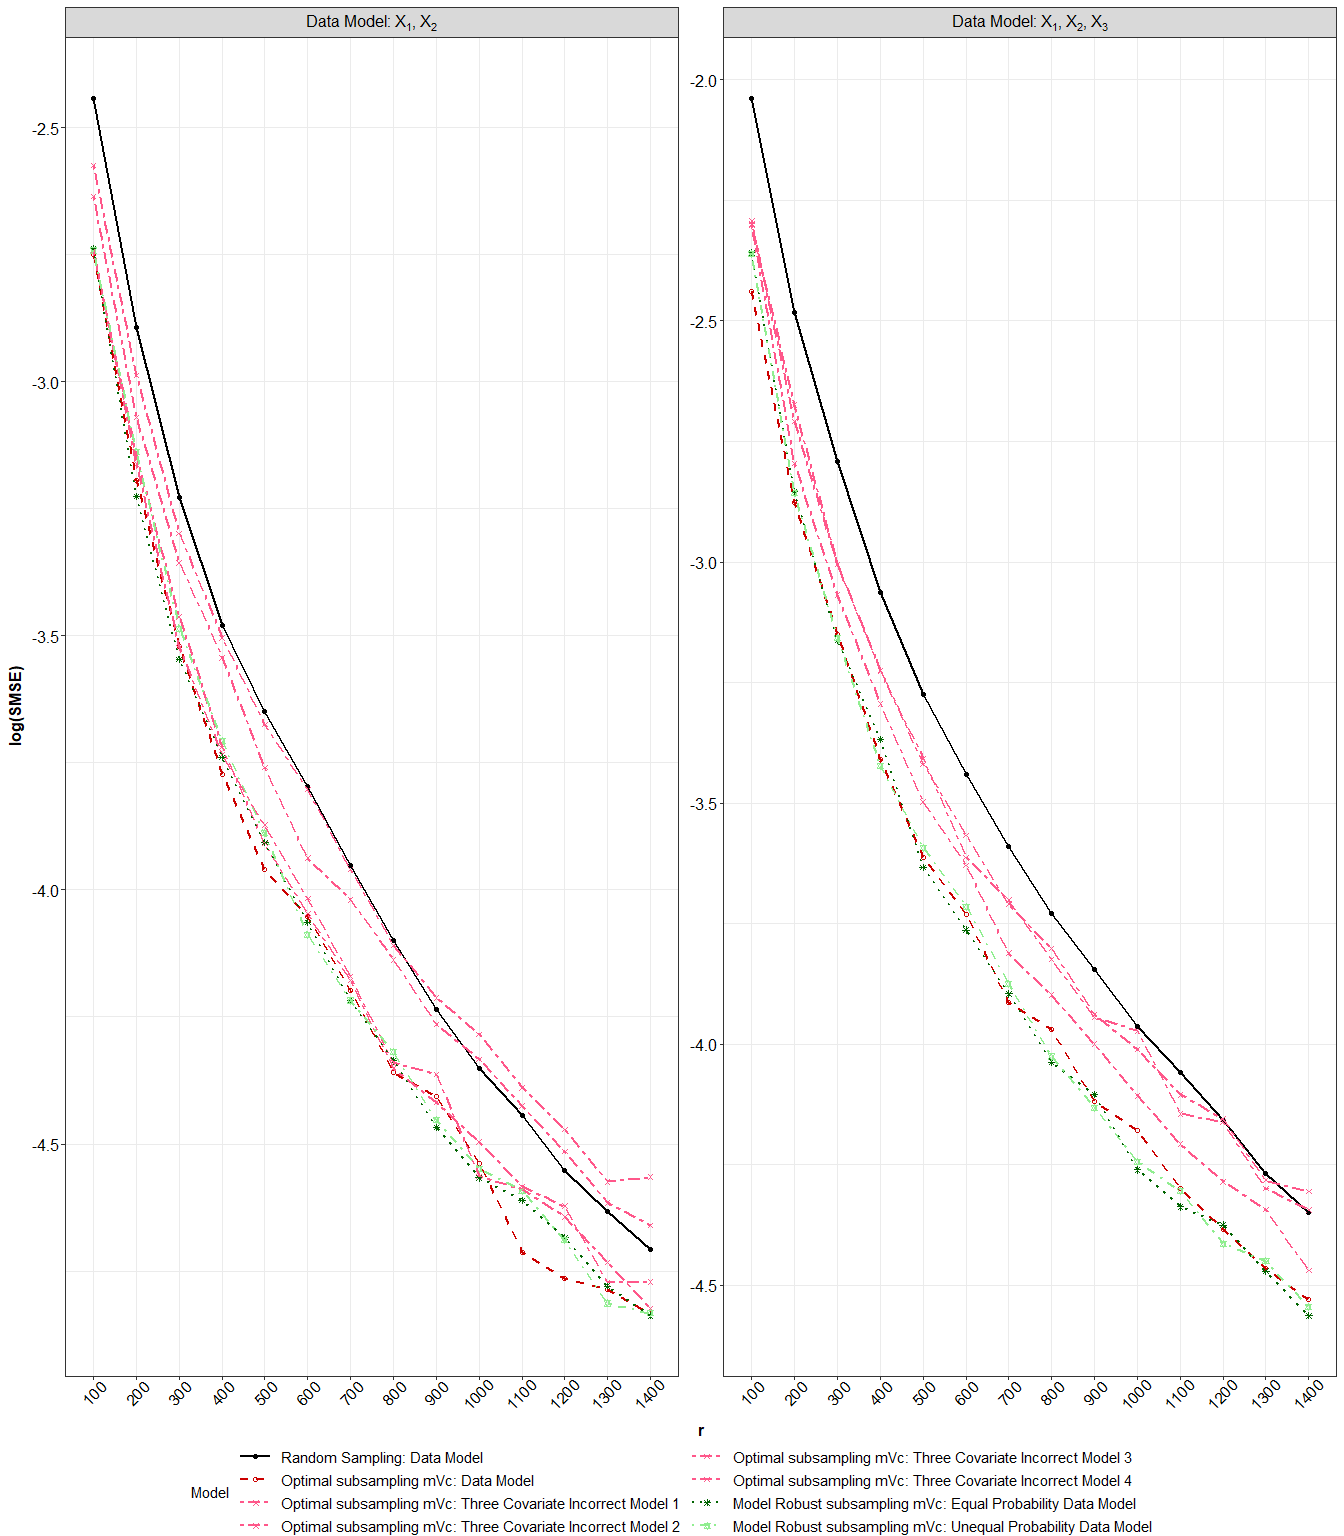 Data Model: X1, X2
Data Model: X1, X2, X3
log(SMSE)
-2.5
-3.0
-3.5
-4.0
-4.5
-2.0
-2.5
-3.0
-3.5
-4.0
-4.5
100 200 300 400 500 600 700 800 900 1000 1100 1200 1300 1400
100 200 300 400 500 600 700 800 900 1000 1100 1200 1300 1400
r
Model
Random Sampling: Data Model
Optimal subsampling mVc: Data Model
Optimal subsampling mVc: Three Covariate Incorrect Model 1
Optimal subsampling mVc: Three Covariate Incorrect Model 2
Optimal subsampling mVc: Three Covariate Incorrect Model 3
Optimal subsampling mVc: Three Covariate Incorrect Model 4
Model Robust subsampling mVc: Equal Probability Data Model
Model Robust subsampling mVc: Unequal Probability Data Model